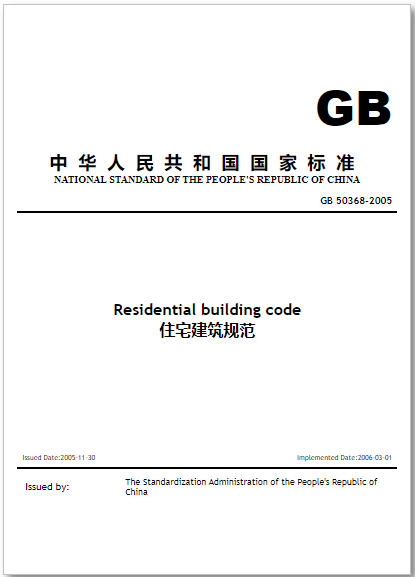 GB
中华人民共和国国家标准
NATIONAL STANDARD OF THE PEOPLE'S REPUBLIC OF CHINA
GB 50368-2005
Residential building code
住宅建筑规范
Issued Date:2005-11-30 Implemented Date:2006-03-01
Issued by: The Standardization Administration of the People's Republic of
China